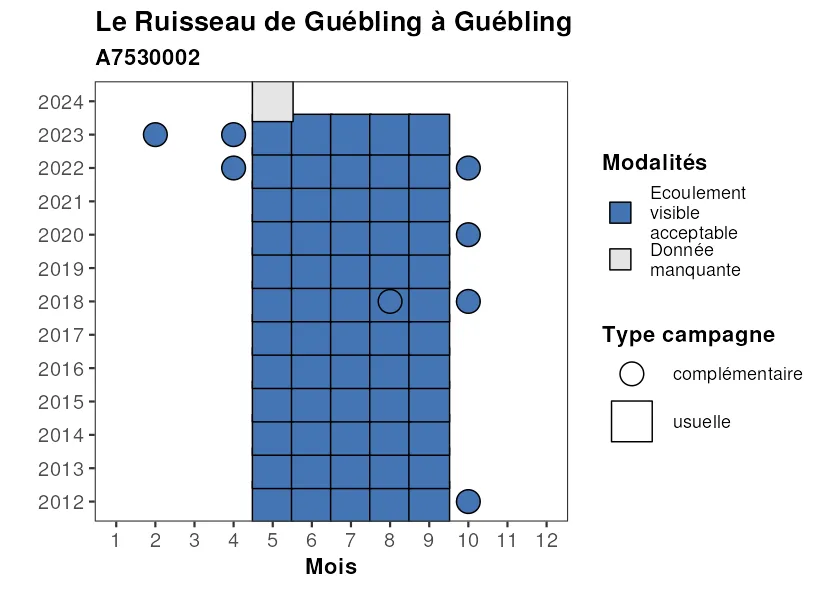 Le Ruisseau de Guébling à Guébling
A7530002
2024
2023
2022
2021
2020
2019
2018
2017
2016
2015
2014
2013
2012
1 2 3 4 5 6 7 8 9 10 11 12
Mois
Modalités
Ecoulement
visible
acceptable
Donnée
manquante
Type campagne
complémentaire
usuelle